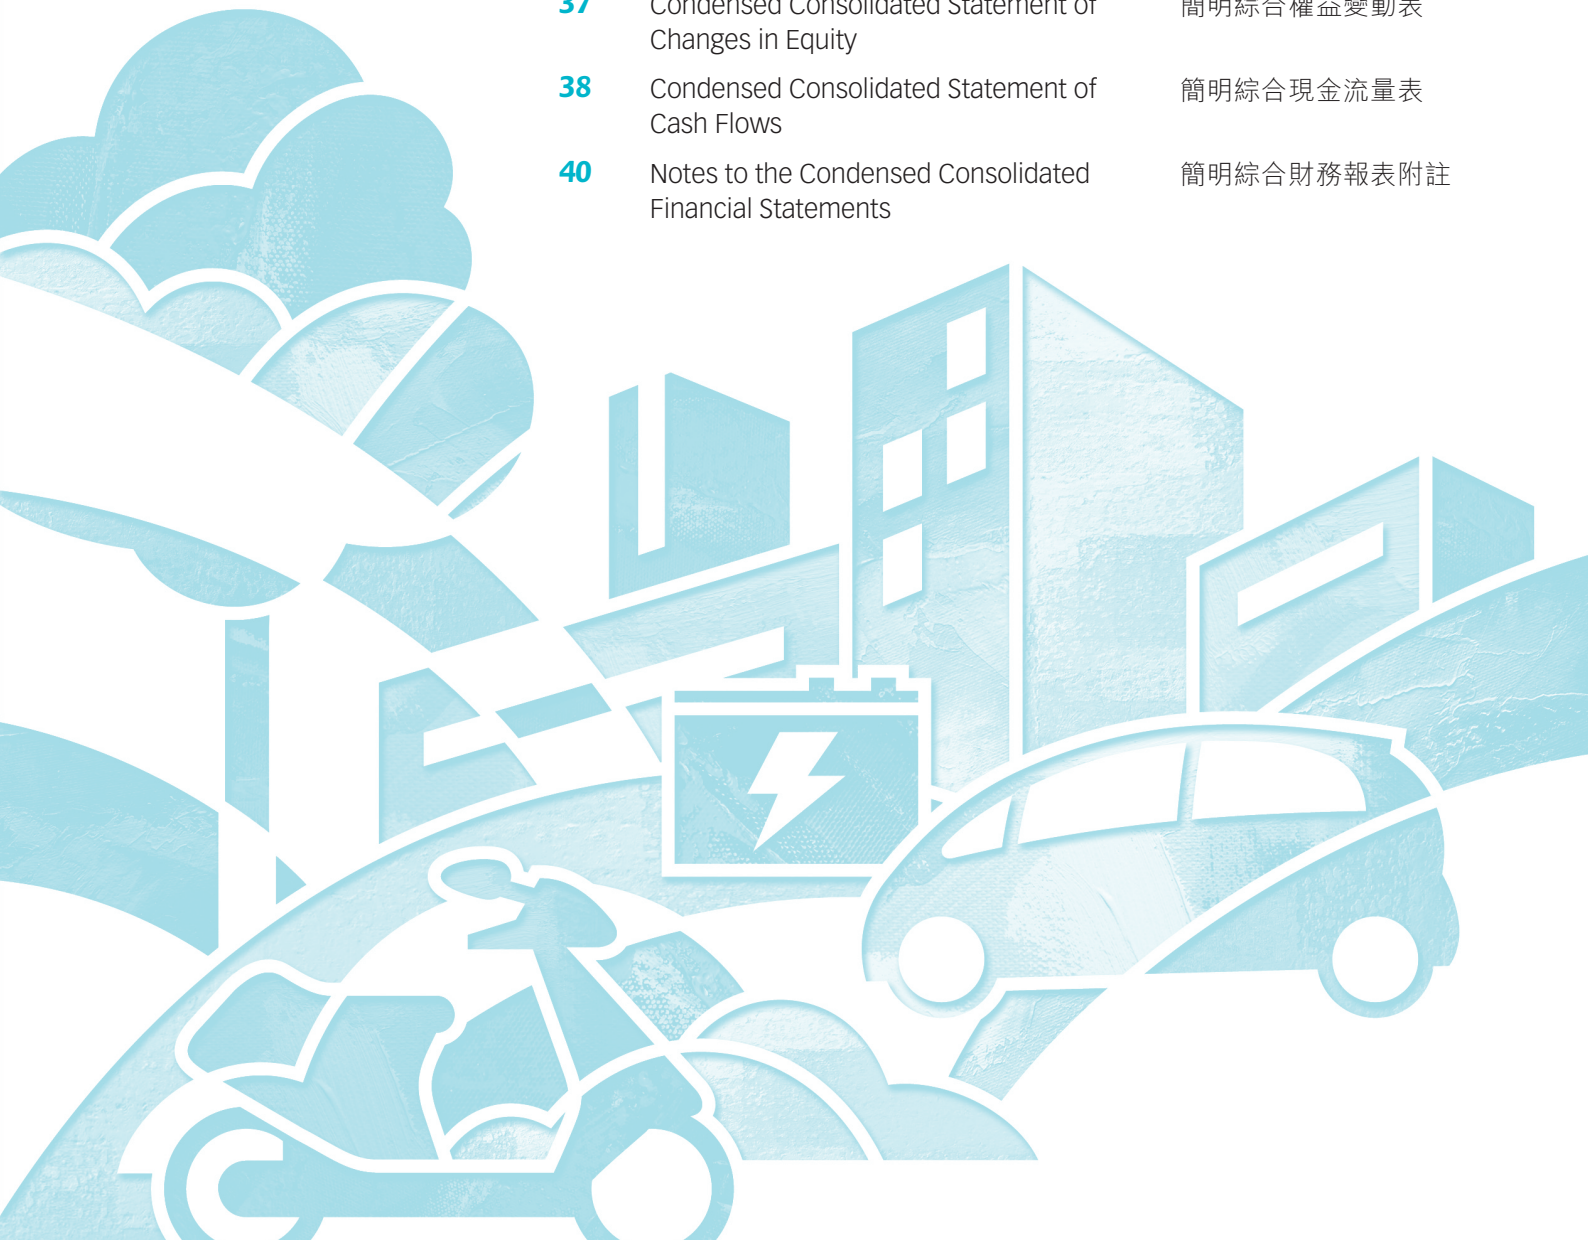 37 Condensed Consolidated Statement of 簡明綜合權益變動表
Changes in Equity
38 Condensed Consolidated Statement of 簡明綜合現金流量表
Cash Flows
40 Notes to the Condensed Consolidated 簡明綜合財務報表附註
Financial Statements